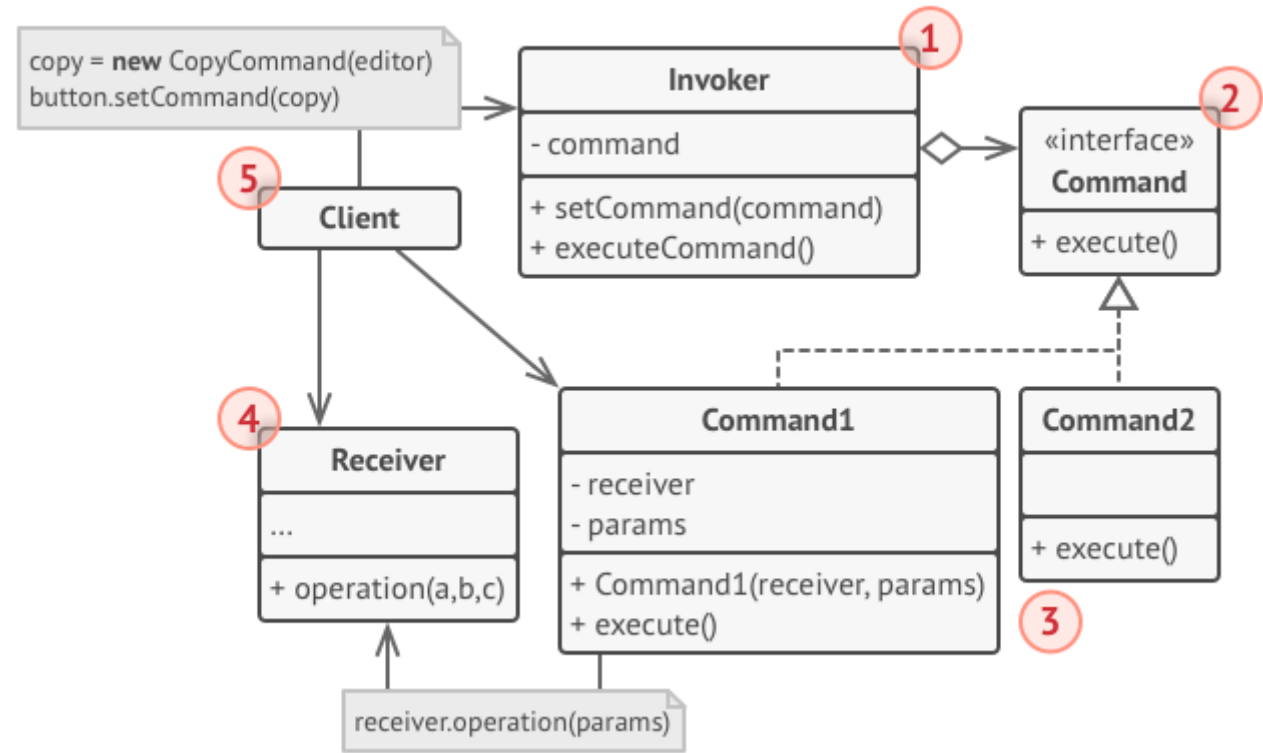 copy = new CopyCommand(editor)
button.setCommand(copy)
1
Invoker
- command
+ setCommand(command)
+ executeCommand()
2
«interface»
Command
+ execute()
5
Client
4
Receiver
...
+ operation(a,b,c)
Command1
- receiver
- params
+ Command1(receiver, params)
+ execute()
Command2
+ execute()
3
receiver.operation(params)